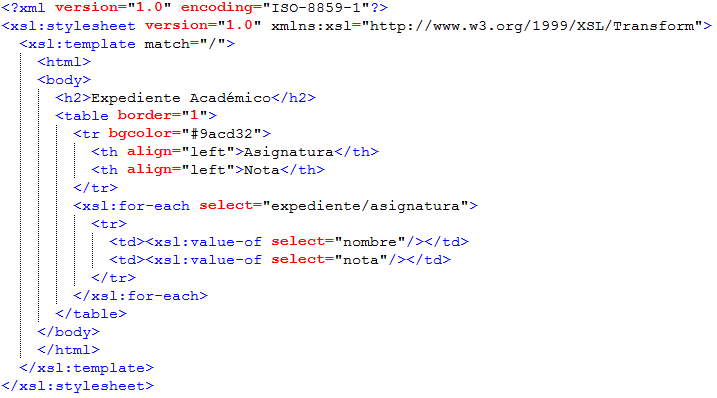 <?xml version="1.0" encoding="ISO-8859-1"?>
<xsl:stylesheet version="1.0" xmlns:xsl="http://www.w3.org/1999/XSL/Transform">
<xsl:template match="/">
<html>
<body>
<h2>Expediente Académico</h2>
<table border="1">
<tr bgcolor="#9acd32">
<th align="left">Asignatura</th>
<th align="left">Nota</th>
</tr>
<xsl:for-each select="expediente/asignatura">
<tr>
<td><xsl:value-of select="nombre"/></td>
<td><xsl:value-of select="nota"/></td>
</tr>
</xsl:for-each>
</table>
</body>
</html>
</xsl:template>
</xsl:stylesheet>